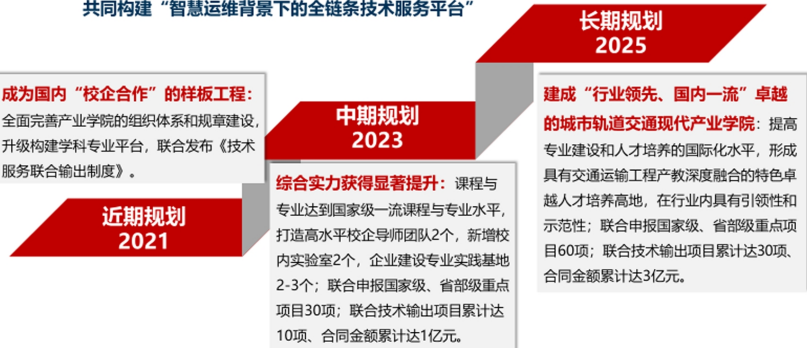 共同构建“智慧运维背景下的全链条技术服务平台”
成为国内“校企合作”的样板工程：
全面完善产业学院的组织体系和规章建设，
升级构建学科专业平台，联合发布《技术
服务联合输出制度》。
近期规划
2021
中期规划
2023
综合实力获得显著提升：课程与
专业达到国家级一流课程与专业水平，
打造高水平校企导师团队2个，新增校
内实验室2个，企业建设专业实践基地
2-3个；联合申报国家级、省部级重点
项目30项；联合技术输出项目累计达
10项、合同金额累计达1亿元。
长期规划
2025
建成“行业领先、国内一流”卓越
的城市轨道交通现代产业学院：提高
专业建设和人才培养的国际化水平，形成
具有交通运输工程产教深度融合的特色卓
越人才培养高地，在行业内具有引领性和
示范性；联合申报国家级、省部级重点项
目60项；联合技术输出项目累计达30项、
合同金额累计达3亿元。